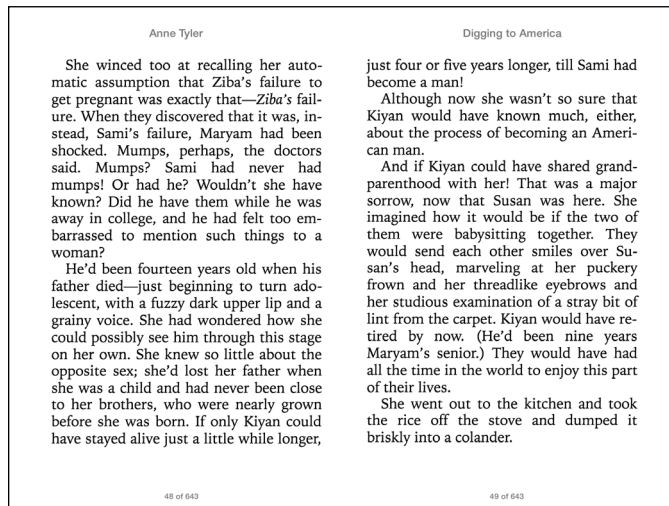 Anne Tyler
She winced too at recalling her auto-
matic assumption that Ziba’s failure to
get pregnant was exactly that—Ziba’s fail-
ure. When they discovered that it was, in-
stead, Sami’s failure, Maryam had been
shocked. Mumps, perhaps, the doctors
said. Mumps? Sami had never had
mumps! Or had he? Wouldn’t she have
known? Did he have them while he was
away in college, and he had felt too em-
barrassed to mention such things to a
woman?
He’d been fourteen years old when his
father died—just beginning to turn ado-
lescent, with a fuzzy dark upper lip and a
grainy voice. She had wondered how she
could possibly see him through this stage
on her own. She knew so little about the
opposite sex; she’d lost her father when
she was a child and had never been close
to her brothers, who were nearly grown
before she was born. If only Kiyan could
have stayed alive just a little while longer,
48 of 643
Digging to America
just four or five years longer, till Sami had
become a man!
Although now she wasn’t so sure that
Kiyan would have known much, either,
about the process of becoming an Ameri-
can man.
And if Kiyan could have shared grand-
parenthood with her! That was a major
sorrow, now that Susan was here. She
imagined how it would be if the two of
them were babysitting together. They
would send each other smiles over Su-
san’s head, marveling at her puckery
frown and her threadlike eyebrows and
her studious examination of a stray bit of
lint from the carpet. Kiyan would have re-
tired by now. (He’d been nine years
Maryam’s senior.) They would have had
all the time in the world to enjoy this part
of their lives.
She went out to the kitchen and took
the rice off the stove and dumped it
briskly into a colander.
49 of 643